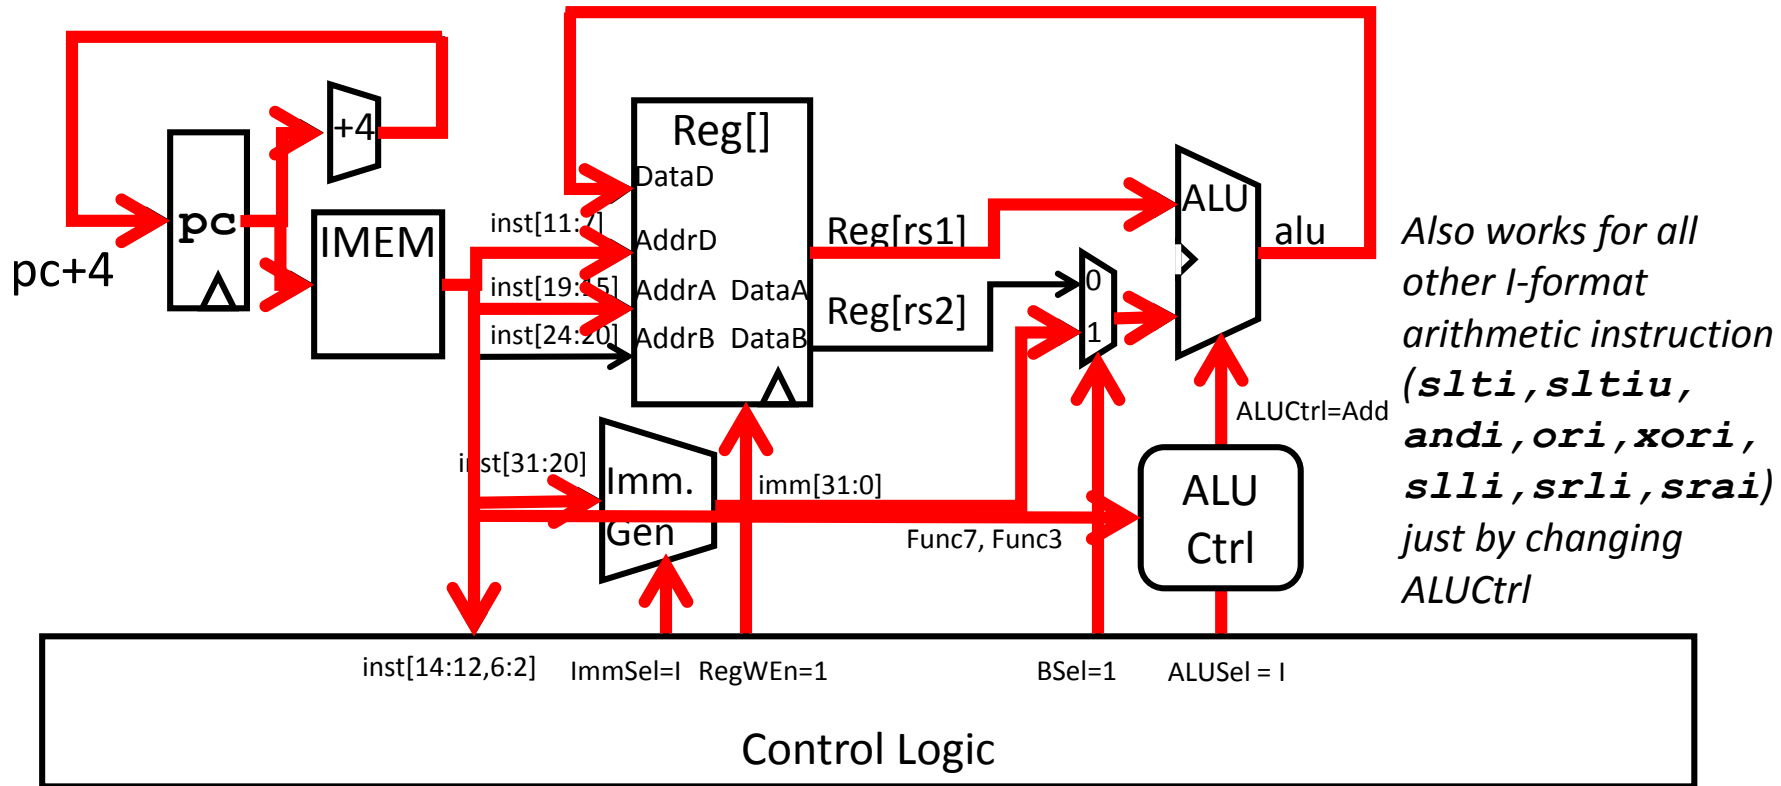 +4
Reg[]
DataD
pc
IMEM
pc+4
inst[11:7]
AddrD
inst[19:15]
AddrA DataA
inst[24:20]
AddrB DataB
Reg[rs1]
Reg[rs2]
0
1
ALU
alu
ALUCtrl=Add
inst[31:20]
Imm.
Gen
imm[31:0]
Func7, Func3
ALU
Ctrl
Also works for all
other I-format
arithmetic instruction
(slti,sltiu,
andi,ori,xori,
slli,srli,srai)
just by changing
ALUCtrl
inst[14:12,6:2]
ImmSel=I
RegWEn=1
BSel=1
ALUSel = I
Control Logic